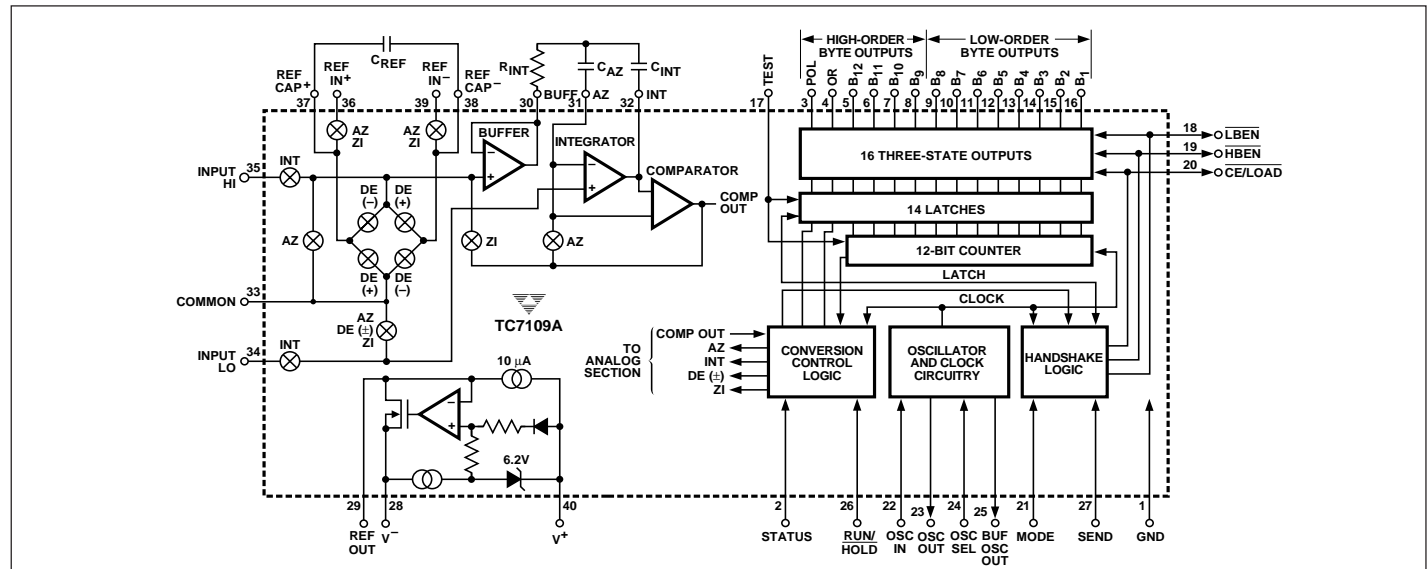 HIGH-ORDER BYTE OUTPUTS
LOW-ORDER BYTE OUTPUTS
TEST
POL
OR
B12
B11
B10
B9
B8
B7
B6
B5
B4
B3
B2
B1
17
3
4
5
6
7
8
9
10
11
12
13
14
15
16
CREF
RINT
CAZ
CINT
REF CAP+
REF IN+
REF IN–
REF CAP–
37
36
39
38
30
BUFF
31
AZ
32
INT
AZ
ZI
AZ
ZI
BUFFER
–
+
INTEGRATOR
–
+
COMPARATOR
COMP OUT
INPUT HI
35
INT
DE (–)
DE (+)
AZ
DE (+)
DE (–)
ZI
AZ
COMMON
33
AZ
DE (±)
ZI
INPUT LO
34
INT
TC7109A
16 THREE-STATE OUTPUTS
14 LATCHES
12-BIT COUNTER
LATCH
CLOCK
18
LBEN
19
HBEN
20
CE/LOAD
TO ANALOG SECTION
COMP OUT
AZ
INT
DE (±)
ZI
CONVERSION CONTROL LOGIC
OSCILLATOR AND CLOCK CIRCUITRY
HANDSHAKE LOGIC
10 μA
–
+
6.2V
29
28
40
REF OUT
V–
V+
2
26
22
23
24
25
21
27
1
STATUS
RUN/HOLD
OSC IN
OSC OUT
OSC SEL
BUF OSC OUT
MODE
SEND
GND